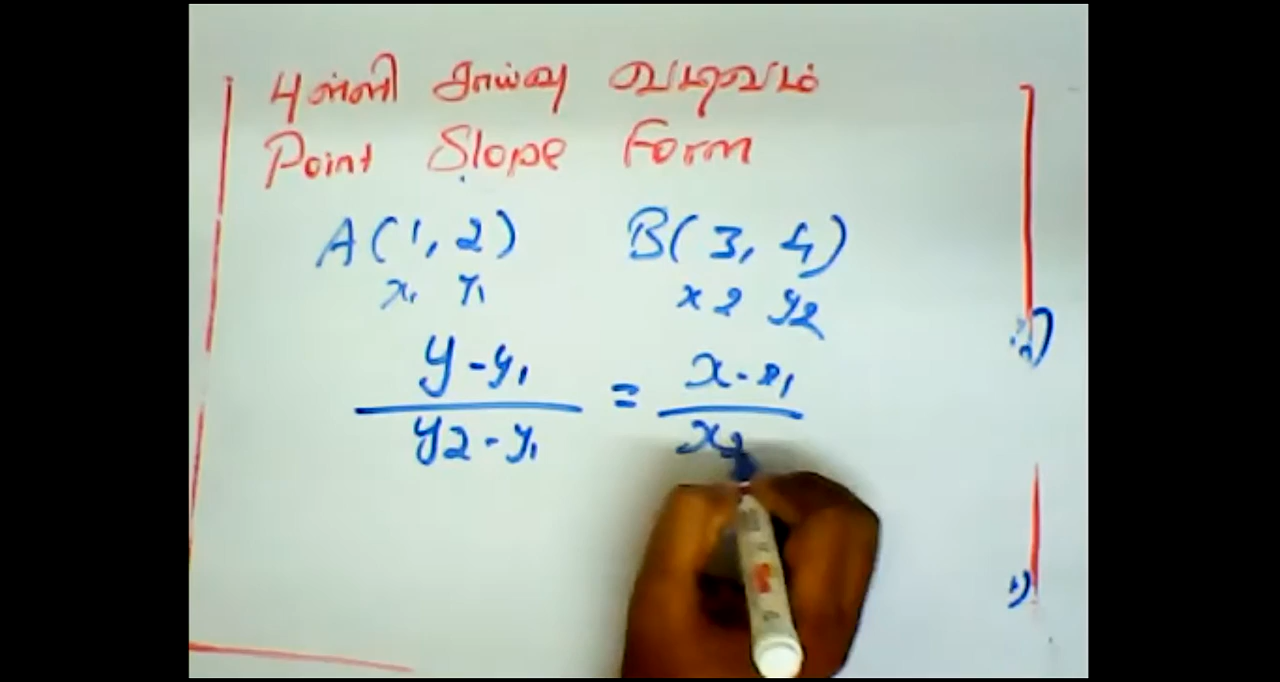 புள்ளி சாய்வு வடிவம்
Point Slope Form
A(1, 2) B(3, 4)
x₁ y₁ x2 y2
y-y₁ = x-x₁
y2-y₁ x2